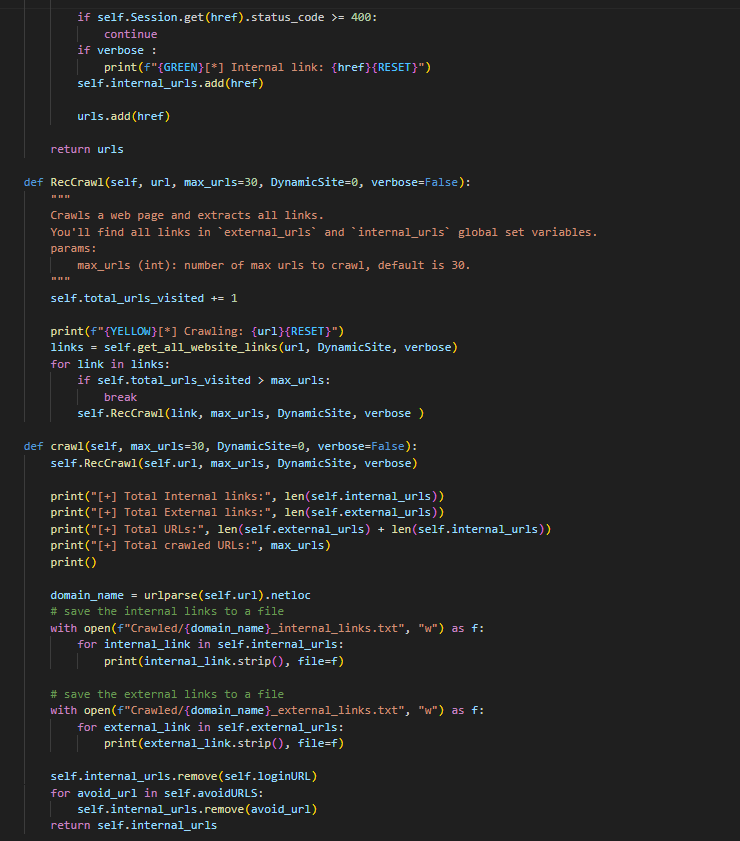 if self.Session.get(href).status_code >= 400:
continue
if verbose :
print(f"{GREEN}[*] Internal link: {href}{RESET}")
self.internal_urls.add(href)
urls.add(href)
return urls
def RecCrawl(self, url, max_urls=30, DynamicSite=0, verbose=False):
"""
Crawls a web page and extracts all links.
You'll find all links in `external_urls` and `internal_urls` global set variables.
params:
max_urls (int): number of max urls to crawl, default is 30.
"""
self.total_urls_visited += 1
print(f"{YELLOW}[*] Crawling: {url}{RESET}")
links = self.get_all_website_links(url, DynamicSite, verbose)
for link in links:
if self.total_urls_visited > max_urls:
break
self.RecCrawl(link, max_urls, DynamicSite, verbose )
def crawl(self, max_urls=30, DynamicSite=0, verbose=False):
self.RecCrawl(self.url, max_urls, DynamicSite, verbose)
print("[+] Total Internal links:", len(self.internal_urls))
print("[+] Total External links:", len(self.external_urls))
print("[+] Total URLs:", len(self.external_urls) + len(self.internal_urls))
print("[+] Total crawled URLs:", max_urls)
print()
domain_name = urlparse(self.url).netloc
# save the internal links to a file
with open(f"Crawled/{domain_name}_internal_links.txt", "w") as f:
for internal_link in self.internal_urls:
print(internal_link.strip(), file=f)
# save the external links to a file
with open(f"Crawled/{domain_name}_external_links.txt", "w") as f:
for external_link in self.external_urls:
print(external_link.strip(), file=f)
self.internal_urls.remove(self.loginURL)
for avoid_url in self.avoidURLS:
self.internal_urls.remove(avoid_url)
return self.internal_urls